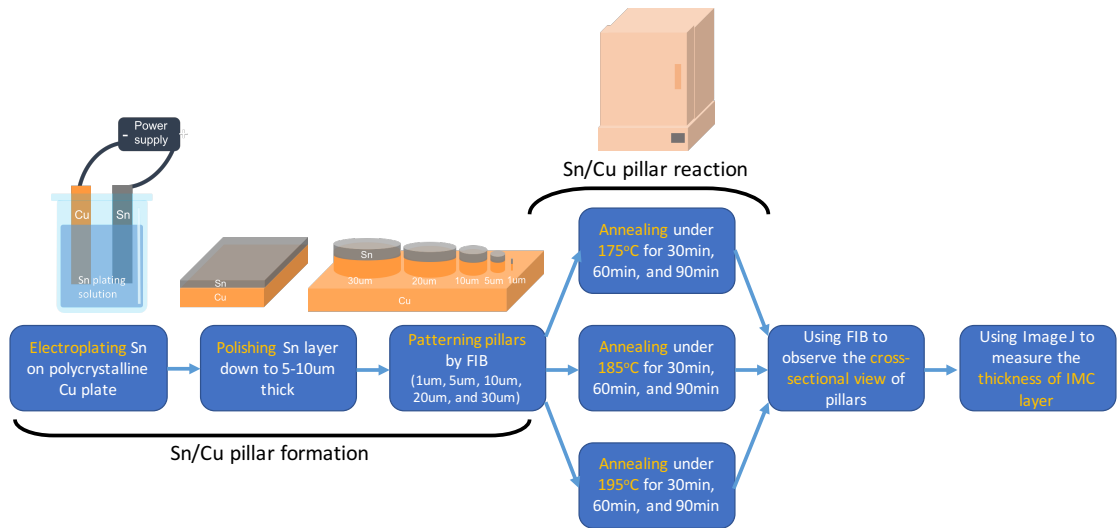 Power
supply
-
+
Cu
Sn
Sn plating
solution
Sn
Cu
Sn
30um
20um
10um
5um
1um
Cu
Sn/Cu pillar reaction
Electroplating Sn
on polycrystalline
Cu plate
Polishing Sn layer
down to 5-10um
thick
Patterning pillars
by FIB
(1um, 5um, 10um,
20um, and 30um)
Annealing under
175°C for 30min,
60min, and 90min
Annealing under
185°C for 30min,
60min, and 90min
Annealing under
195°C for 30min,
60min, and 90min
Using FIB to
observe the cross-
sectional view of
pillars
Using Image J to
measure the
thickness of IMC
layer
Sn/Cu pillar formation